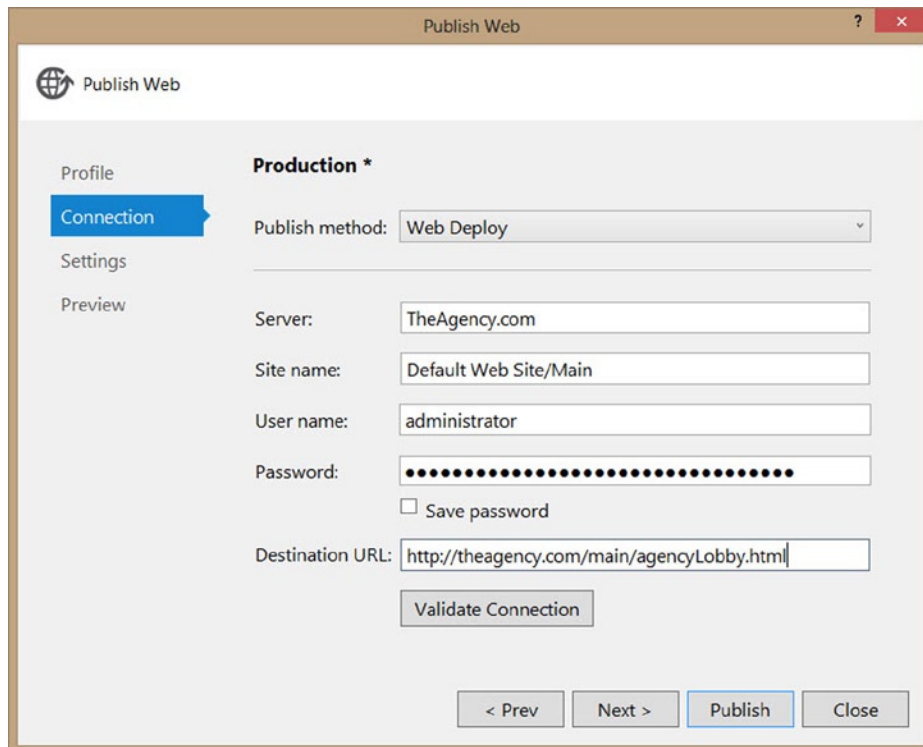 Publish Web
? ×
Publish Web
Profile
Connection
Settings
Preview
Production *
Publish method: Web Deploy
Server: TheAgency.com
Site name: Default Web Site/Main
User name: administrator
Password: •••••••••••••••••••••••••••••••••
Save password
Destination URL: http://theagency.com/main/agencyLobby.html
Validate Connection
< Prev Next > Publish Close